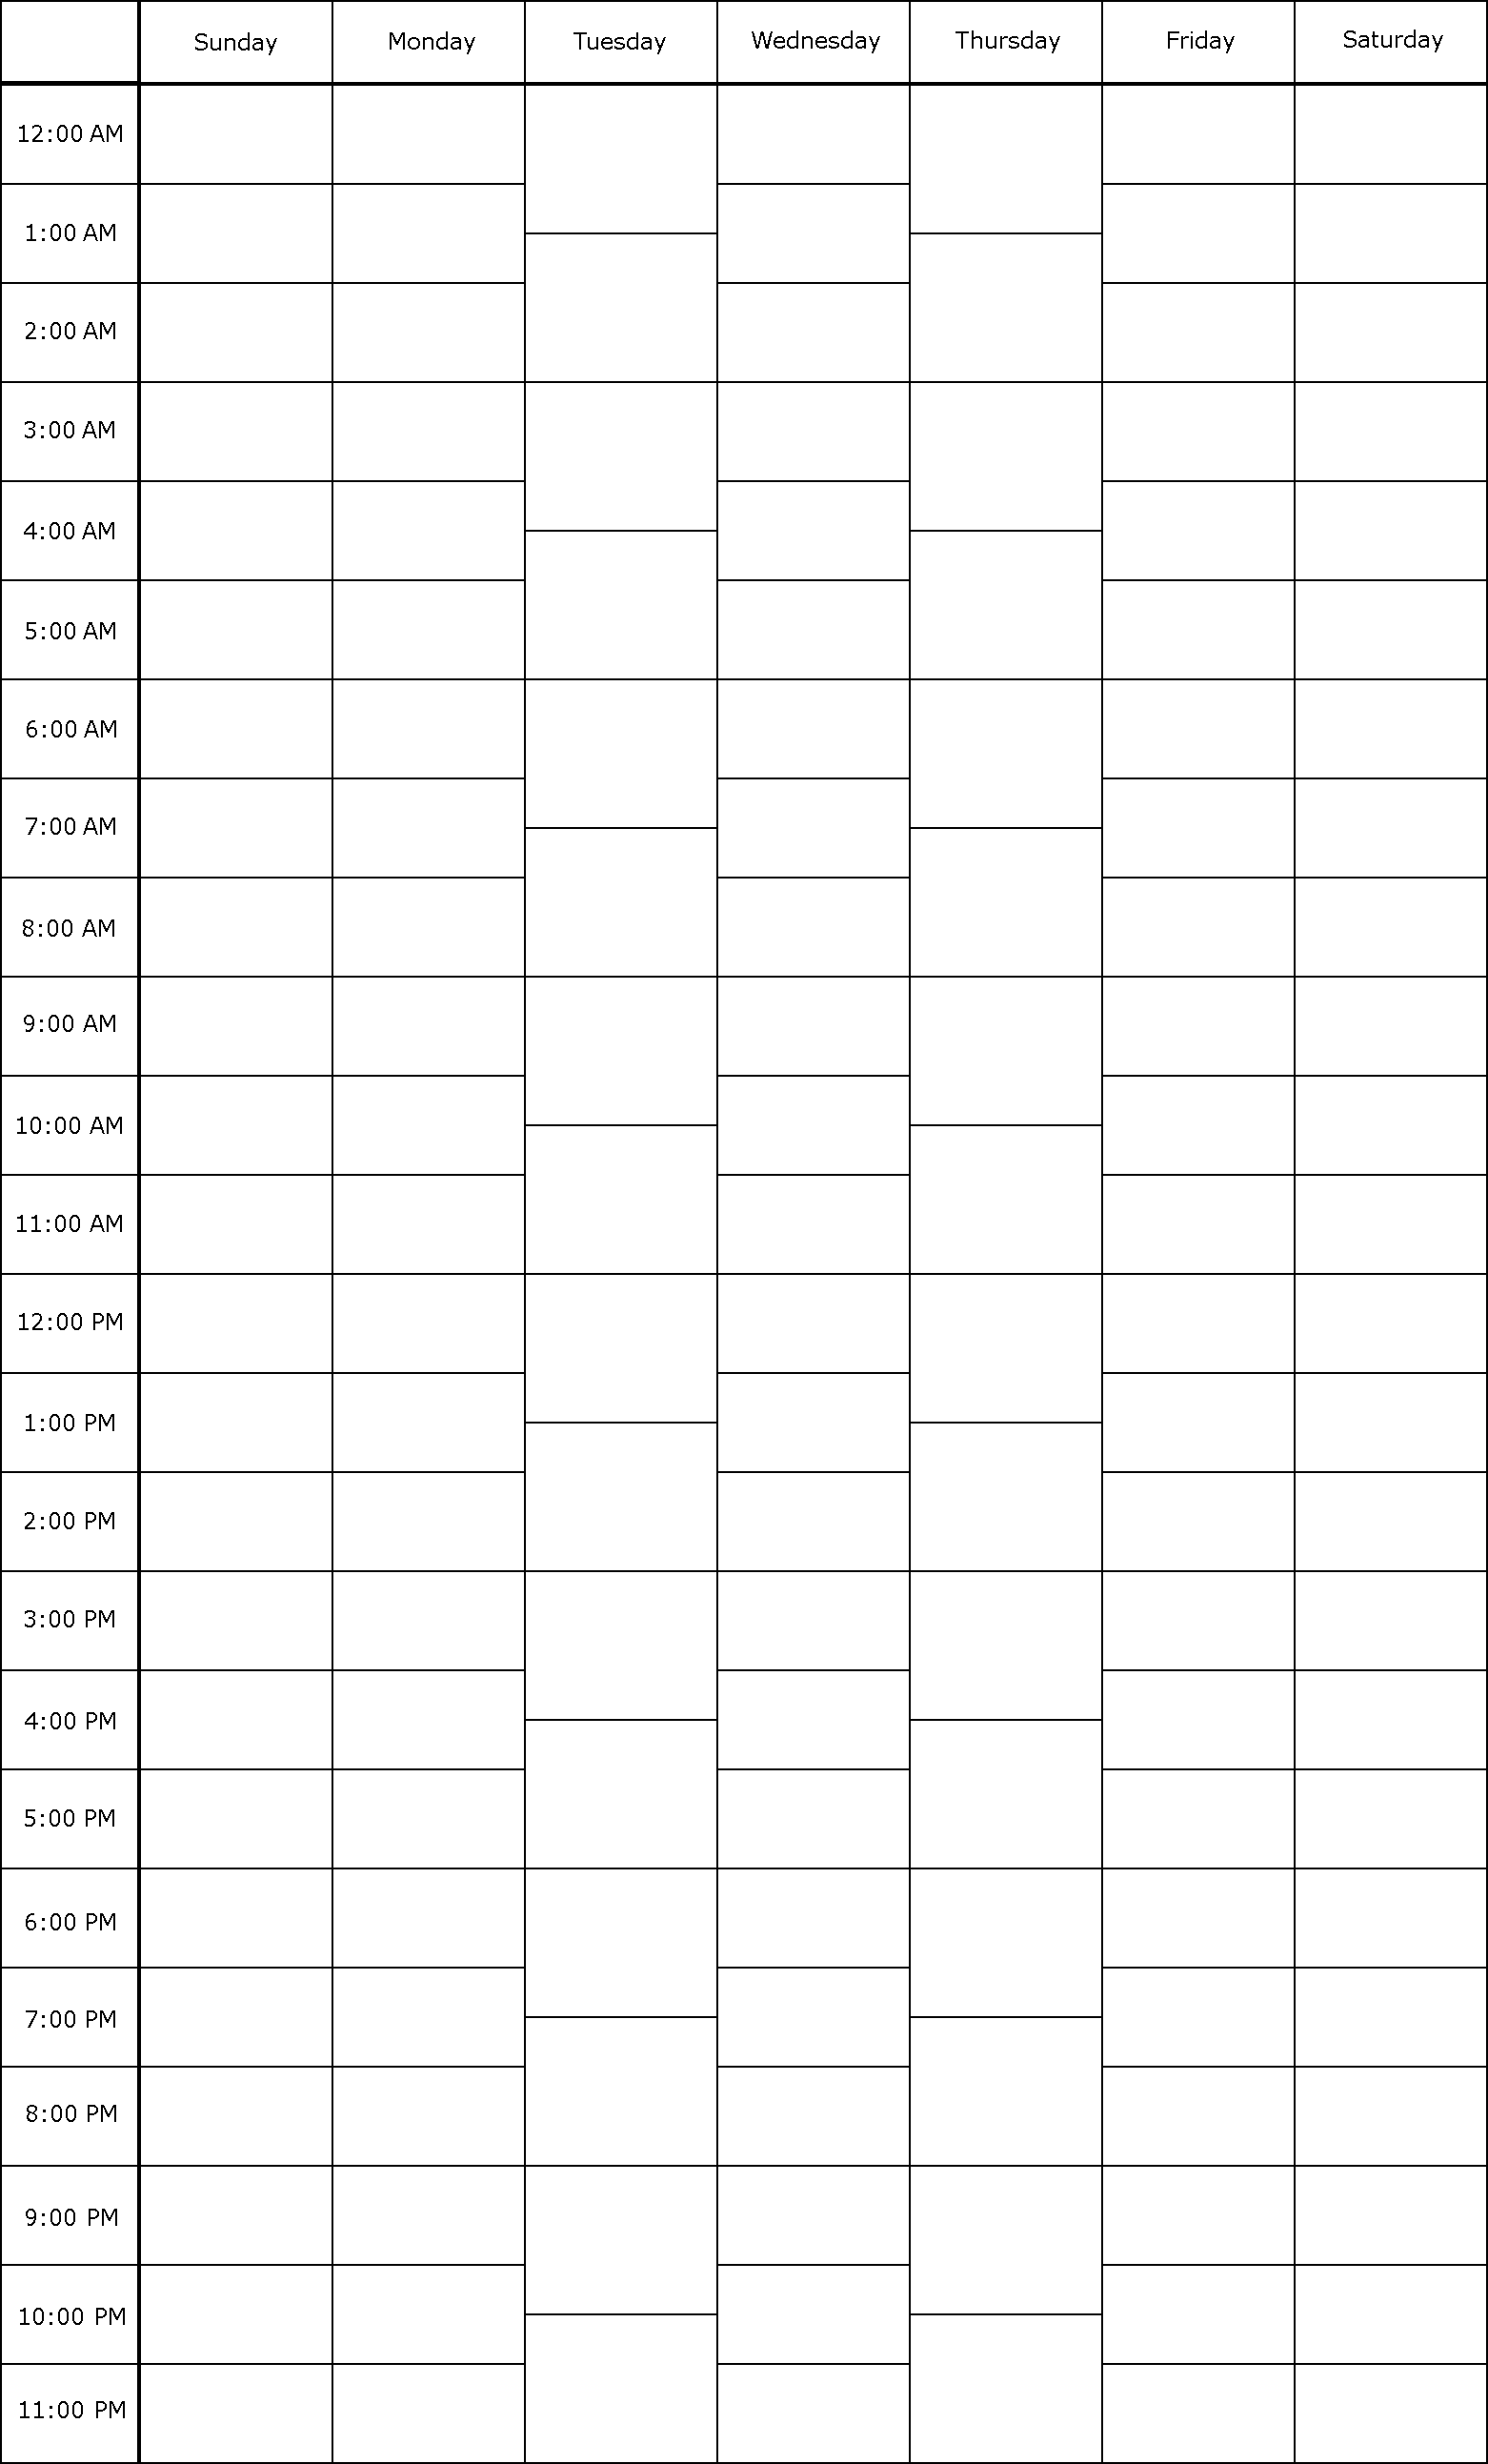 Sunday Monday Tuesday Wednesday Thursday Friday Saturday
12:00 AM
1:00 AM
2:00 AM
3:00 AM
4:00 AM
5:00 AM
6:00 AM
7:00 AM
8:00 AM
9:00 AM
10:00 AM
11:00 AM
12:00 PM
1:00 PM
2:00 PM
3:00 PM
4:00 PM
5:00 PM
6:00 PM
7:00 PM
8:00 PM
9:00 PM
10:00 PM
11:00 PM